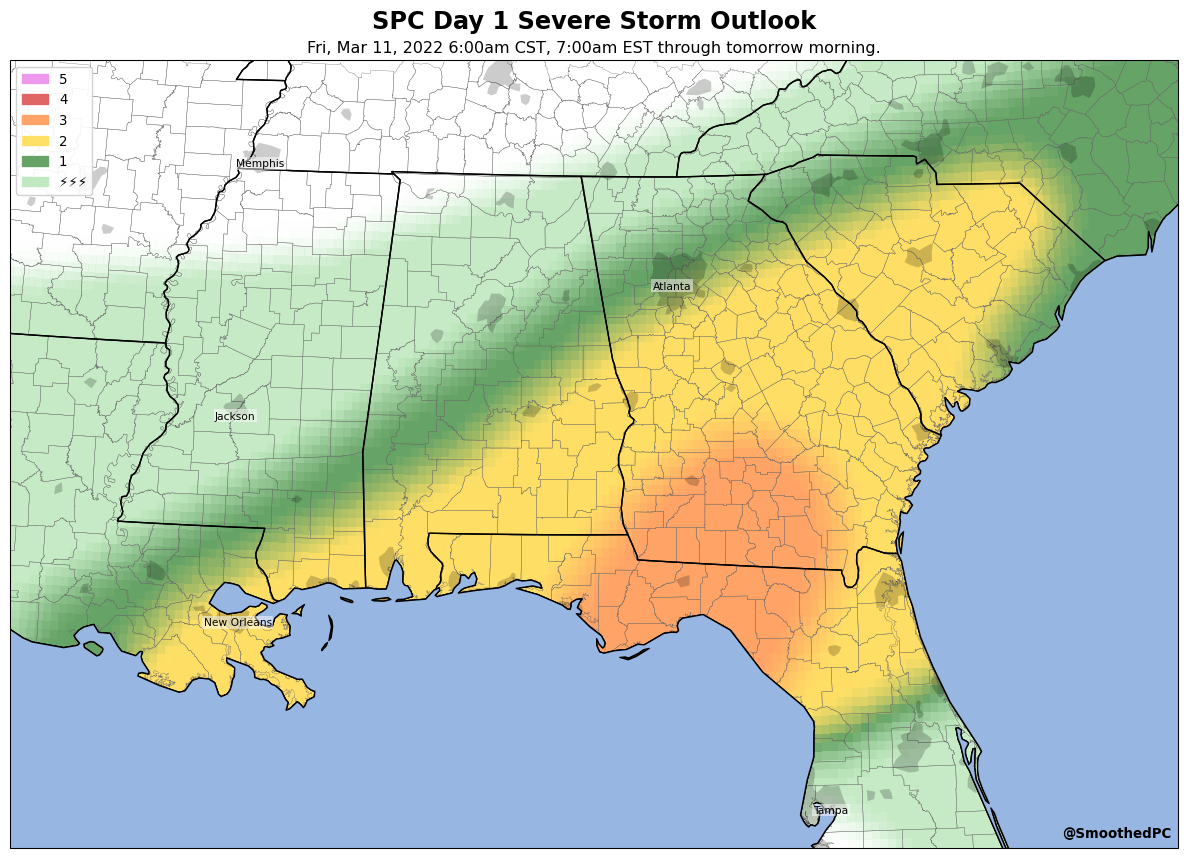 SPC Day 1 Severe Storm Outlook
Fri, Mar 11, 2022 6:00am CST, 7:00am EST through tomorrow morning.
5
4
3
2
1
⚡⚡⚡
Memphis
Atlanta
Jackson
New Orleans
Tampa
@SmoothedPC